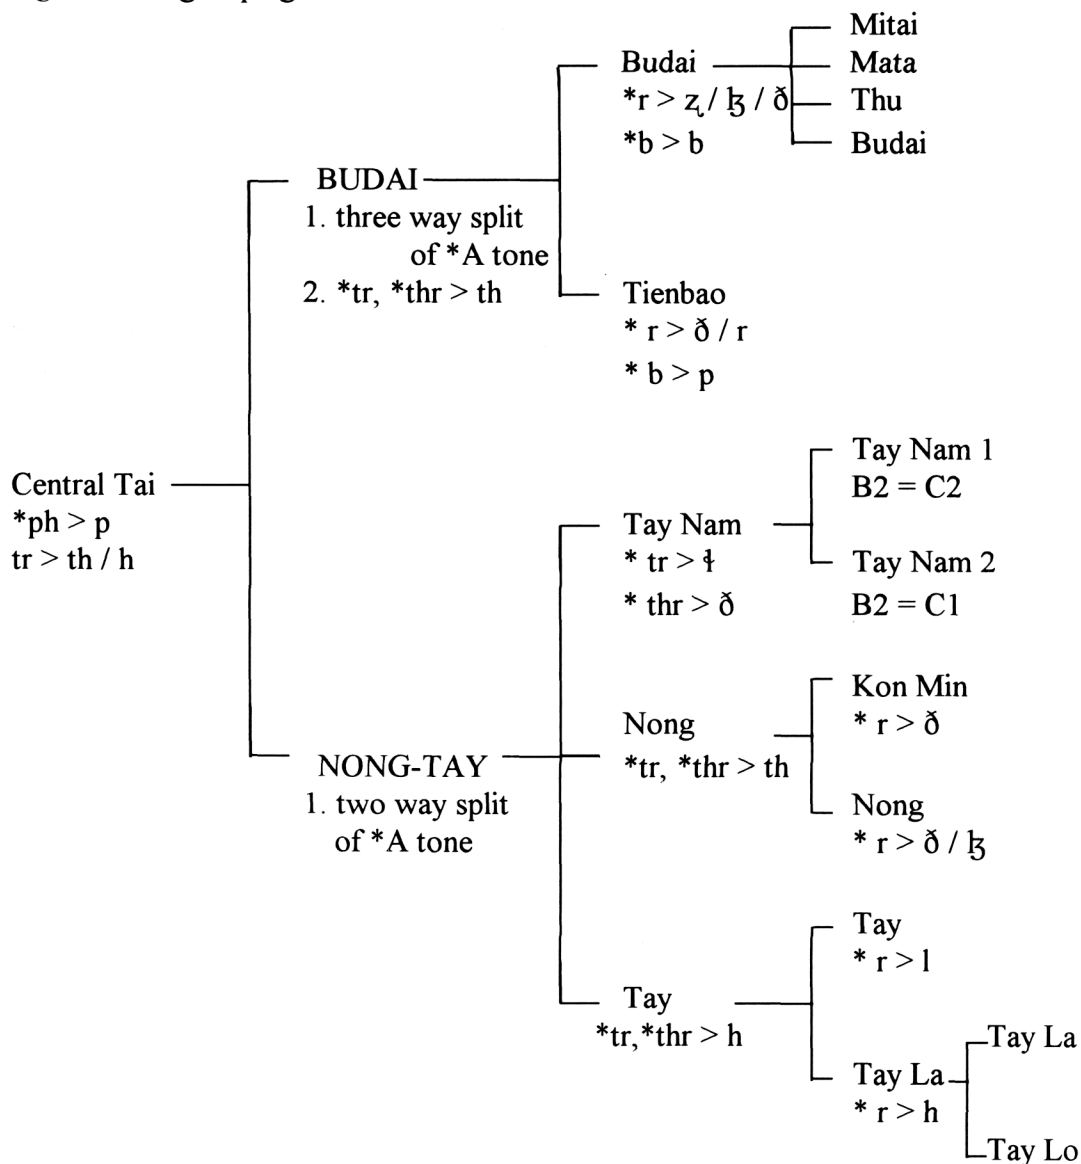 Mitai
Budai
Mata
*r > ʐ / ɮ / ð
Thu
*b > b
Budai
BUDAI
1. three way split
of *A tone
2. *tr, *thr > th
Tienbao
* r > ð / r
* b > p
Central Tai
*ph > p
tr > th / h
Tay Nam 1
B2 = C2
Tay Nam
* tr > ɬ
* thr > ð
Tay Nam 2
B2 = C1
NONG-TAY
1. two way split
of *A tone
Nong
*tr, *thr > th
Kon Min
* r > ð
Nong
* r > ð / ɮ
Tay
*tr,*thr > h
Tay
* r > l
Tay La
* r > h
Tay La
Tay Lo